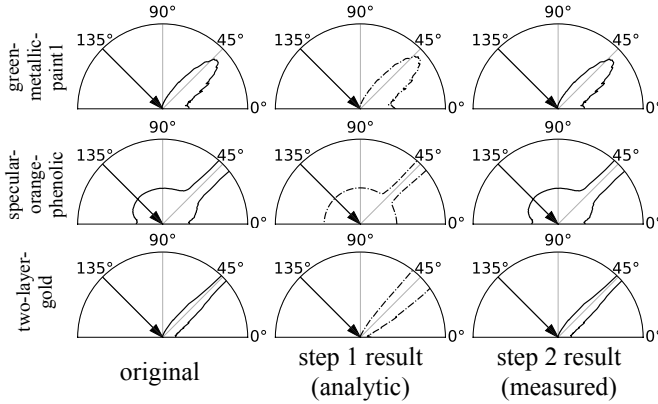 green-
metallic-
paint1
90°
135°
45°
0°
90°
135°
45°
0°
90°
135°
45°
0°
specular-
orange-
phenolic
90°
135°
45°
0°
90°
135°
45°
0°
90°
135°
45°
0°
two-layer-
gold
90°
135°
45°
0°
90°
135°
45°
0°
90°
135°
45°
0°
original
step 1 result
(analytic)
step 2 result
(measured)